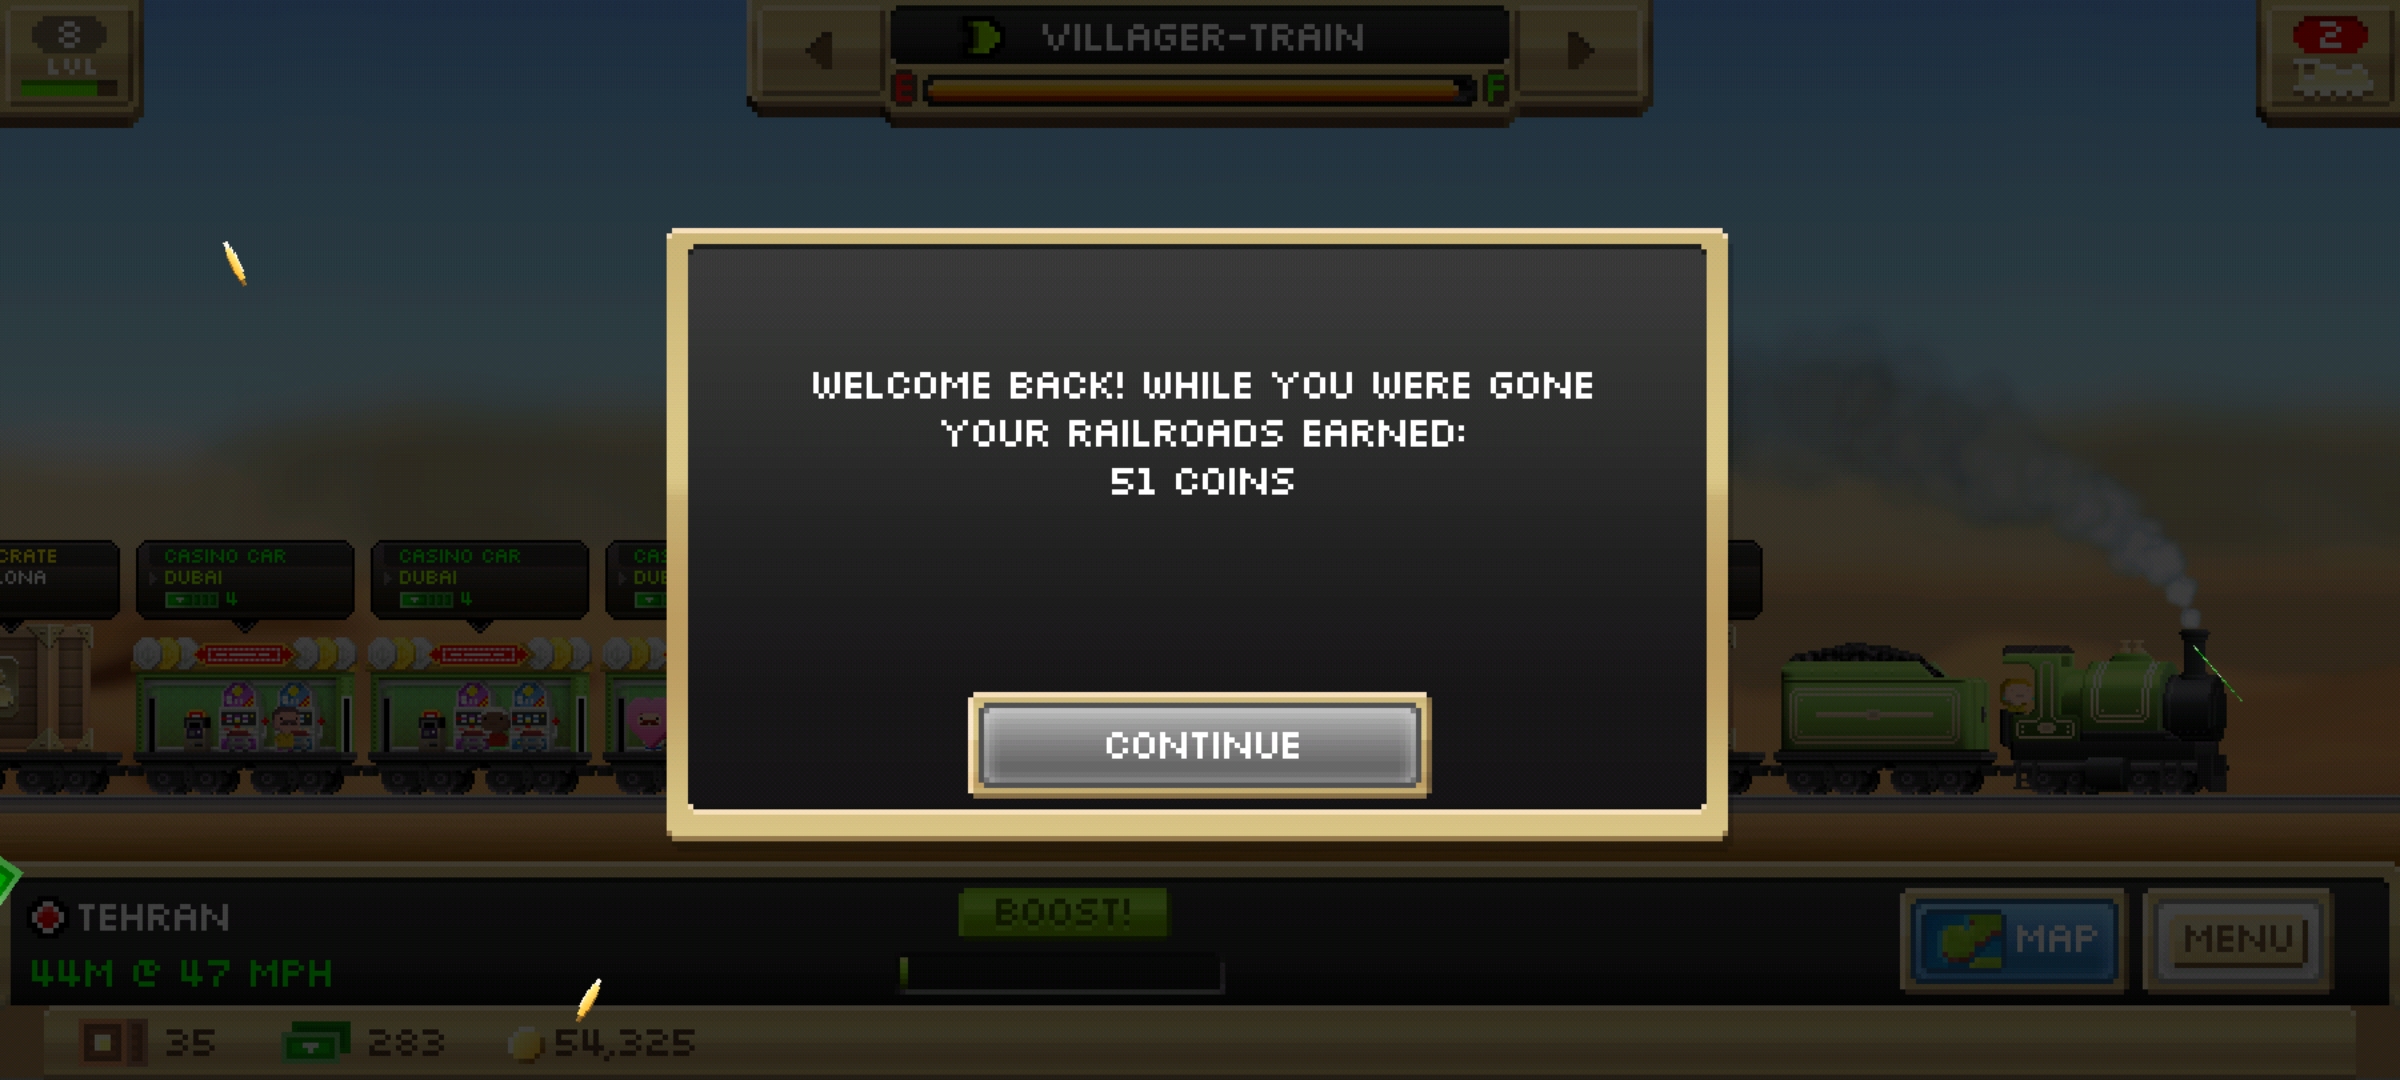 8
LVL
VILLAGER-TRAIN
E F
2
WELCOME BACK! WHILE YOU WERE GONE
YOUR RAILROADS EARNED:
51 COINS
CRATE
CASINO CAR
DUBAI
4
CASINO CAR
DUBAI
4
CONTINUE
TEHRAN
44M @ 47 MPH
BOOST!
MAP
MENU
35
283
54,325